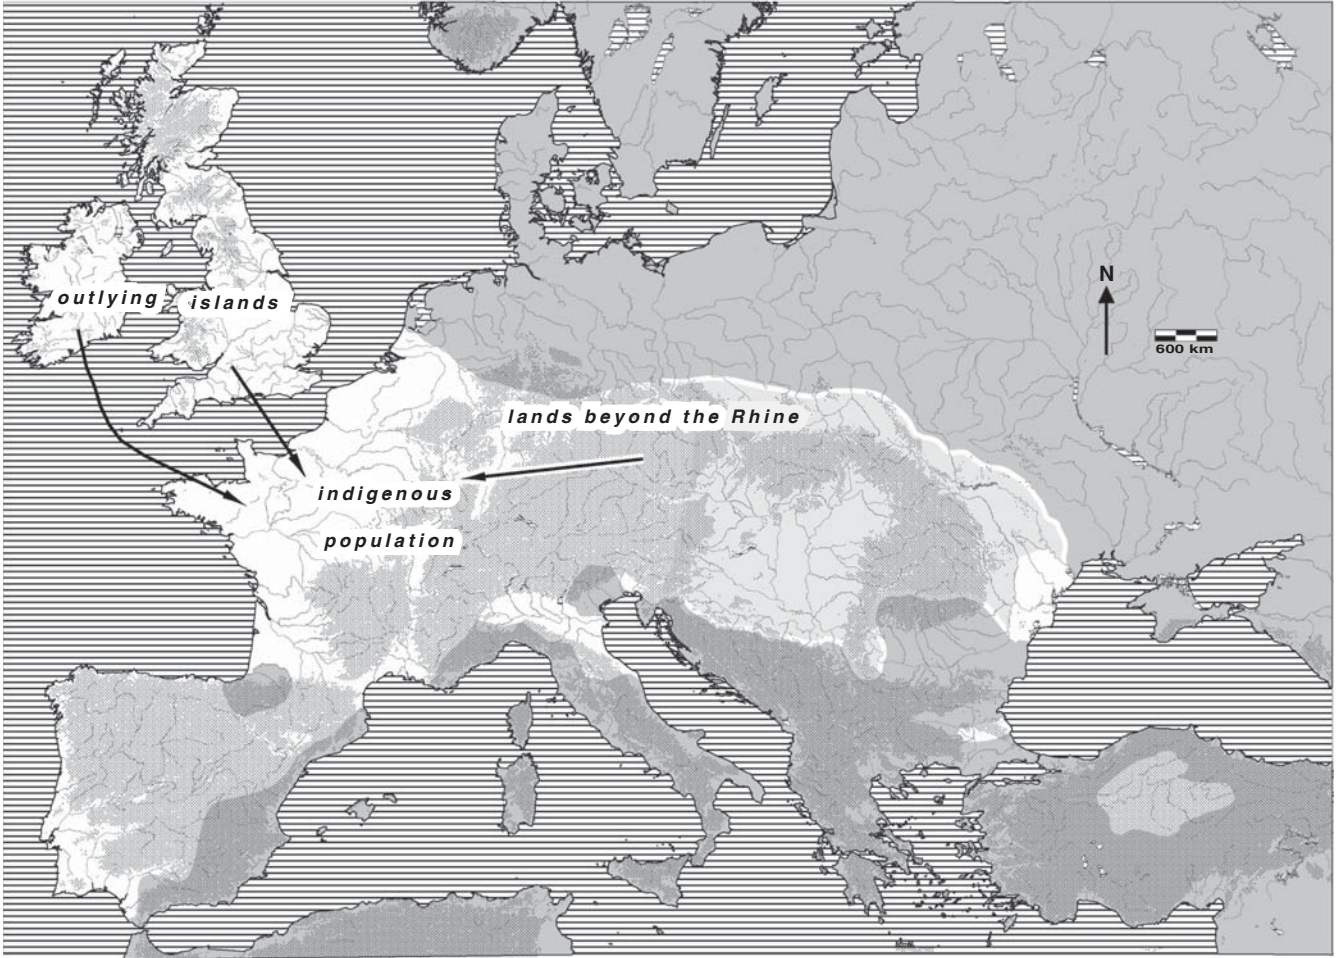 N
outlying islands
600 km
lands beyond the Rhine
indigenous
population